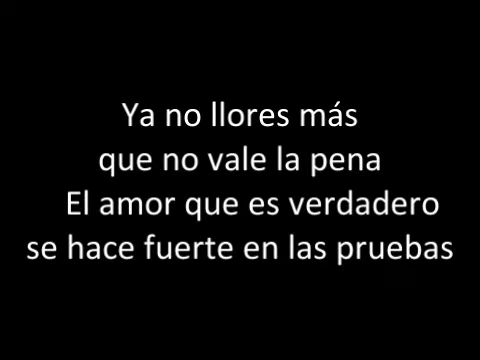 Ya no llores más
que no vale la pena
El amor que es verdadero
se hace fuerte en las pruebas